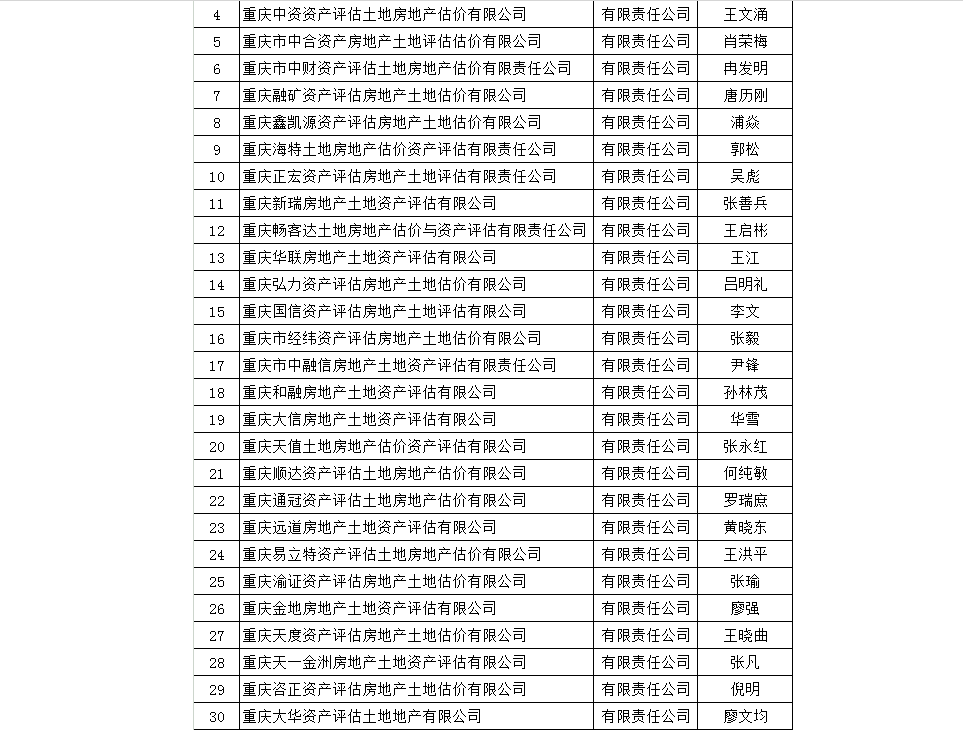 4 重庆中资资产评估土地房地产估价有限公司 有限责任公司 王文涌
5 重庆市中合资产房地产土地评估估价有限公司 有限责任公司 肖荣梅
6 重庆市中财资产评估土地房地产估价有限责任公司 有限责任公司 冉发明
7 重庆融矿资产评估房地产土地估价有限公司 有限责任公司 唐历刚
8 重庆鑫凯源资产评估房地产土地估价有限公司 有限责任公司 浦焱
9 重庆海特土地房地产估价资产评估有限责任公司 有限责任公司 郭松
10 重庆正宏资产评估房地产土地评估有限责任公司 有限责任公司 吴彪
11 重庆新瑞房地产土地资产评估有限公司 有限责任公司 张善兵
12 重庆畅客达土地房地产估价与资产评估有限责任公司 有限责任公司 王启彬
13 重庆华联房地产土地资产评估有限公司 有限责任公司 王江
14 重庆弘力资产评估房地产土地估价有限公司 有限责任公司 吕明礼
15 重庆国信资产评估房地产土地评估有限公司 有限责任公司 李文
16 重庆市经纬资产评估房地产土地估价有限公司 有限责任公司 张毅
17 重庆市中融信房地产土地资产评估有限责任公司 有限责任公司 尹锋
18 重庆和融房地产土地资产评估有限公司 有限责任公司 孙林茂
19 重庆大信房地产土地资产评估有限公司 有限责任公司 华雪
20 重庆天值土地房地产估价资产评估有限公司 有限责任公司 张永红
21 重庆顺达资产评估土地房地产估价有限公司 有限责任公司 何纯敏
22 重庆通冠资产评估土地房地产估价有限公司 有限责任公司 罗瑞庶
23 重庆远道房地产土地资产评估有限公司 有限责任公司 黄晓东
24 重庆易立特资产评估土地房地产估价有限公司 有限责任公司 王洪平
25 重庆渝证资产评估房地产土地估价有限公司 有限责任公司 张瑜
26 重庆金地房地产土地资产评估有限公司 有限责任公司 廖强
27 重庆天度资产评估房地产土地估价有限公司 有限责任公司 王晓曲
28 重庆天一金洲房地产土地资产评估有限公司 有限责任公司 张凡
29 重庆咨正资产评估房地产土地估价有限公司 有限责任公司 倪明
30 重庆大华资产评估土地地产有限公司 有限责任公司 廖文均